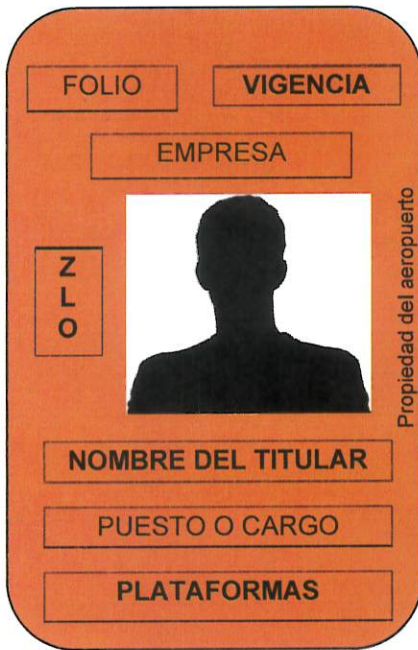 FOLIO
VIGENCIA
EMPRESA
Z
L
O
Propiedad del aeropuerto
NOMBRE DEL TITULAR
PUESTO O CARGO
PLATAFORMAS